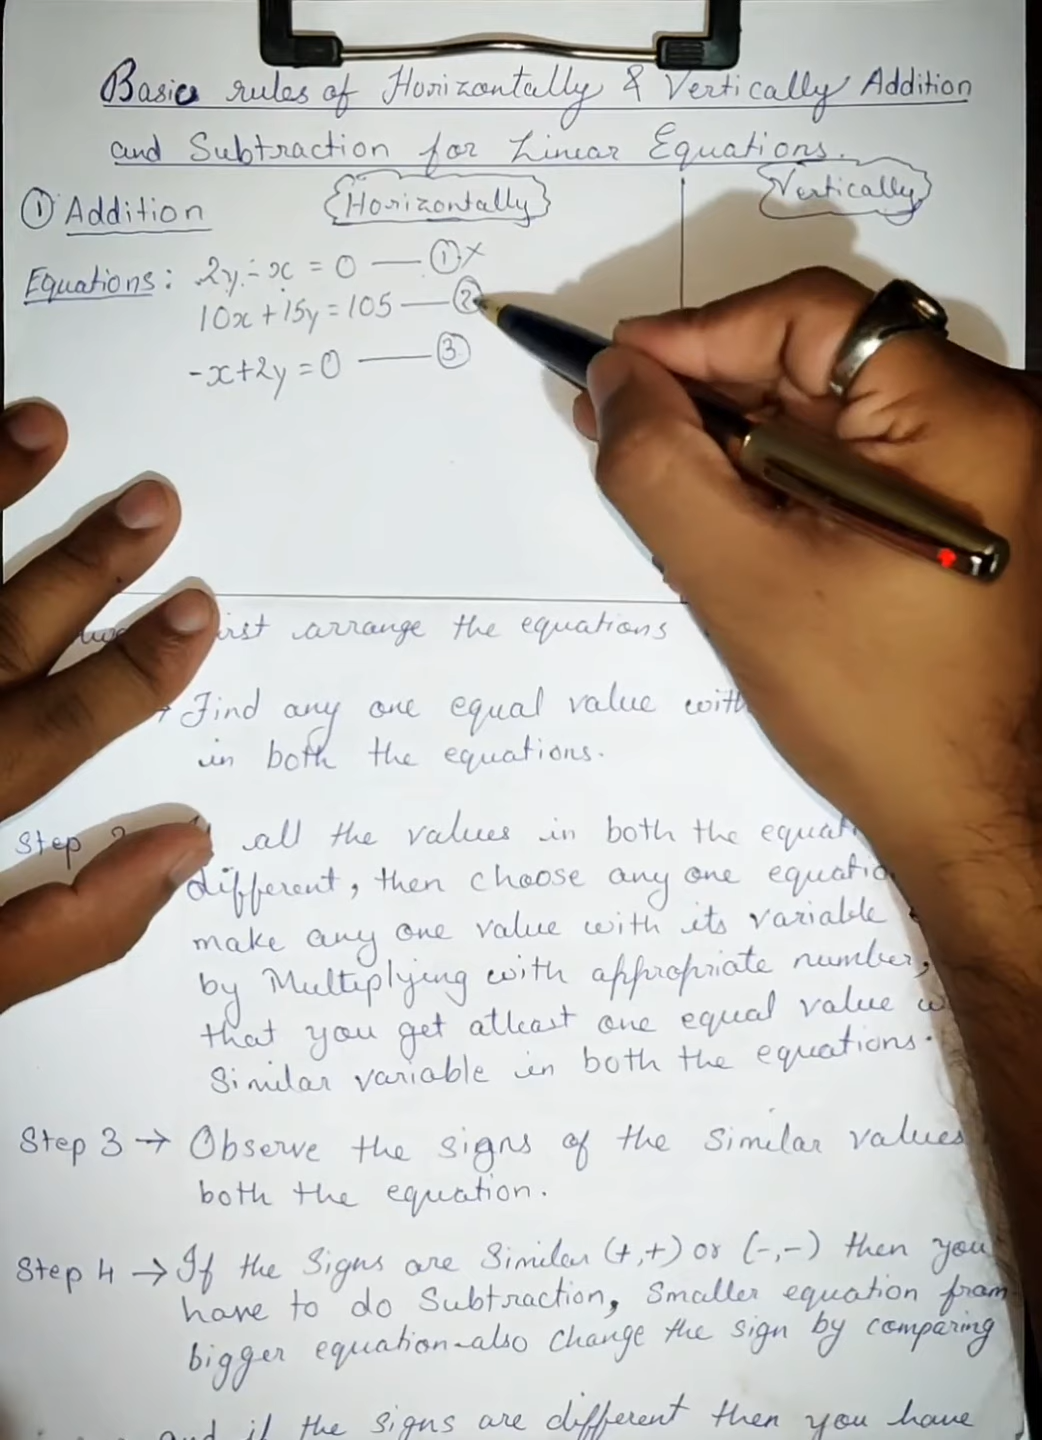 Basic rules of Horizontally & Vertically Addition
and Subtraction for Linear Equations.
① Addition
Horizontally
Vertically
Equations: 2y - x = 0 — ① ×
10x + 15y = 105 — ②
-x + 2y = 0 — ③
arrange the equations
→ Find any one equal value with
in both the equations.
Step all the values in both the
different, then choose any one
make any one value with its variable
by Multiplying with appropriate number,
that you get atleast one equal value
Similar variable in both the equations.
Step 3 → Observe the signs of the Similar values
both the equation.
Step 4 → If the Signs are Similar (+,+) or (-,-) then you
have to do Subtraction, Smaller equation from
bigger equation also change the sign by comparing
and if the signs are different then you have